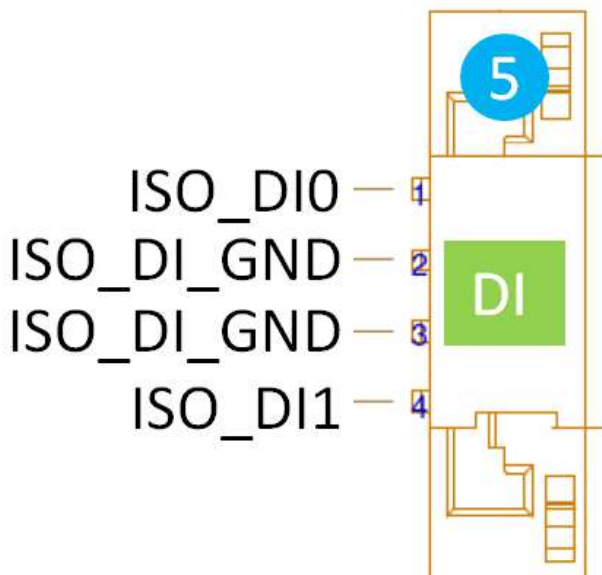 5
ISO_DI0 1
ISO_DI_GND 2
DI
ISO_DI_GND 3
ISO_DI1 4